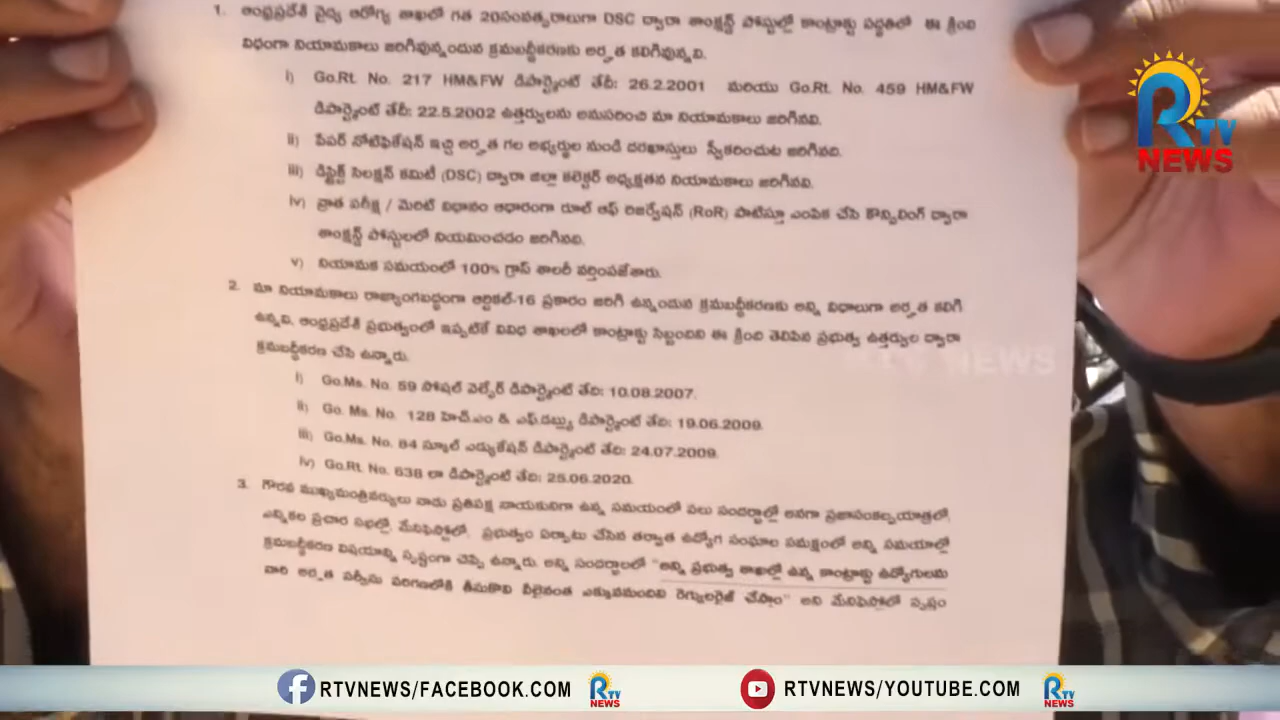 1. ఆంధ్రప్రదేశ్ వైద్య ఆరోగ్య శాఖలో గత 20సంవత్సరాలుగా DSC ద్వారా శాంక్షన్డ్ పోస్టుల్లో కాంట్రాక్టు పద్ధతిలో ఈ క్రింది
విధంగా నియామకాలు జరిగివున్నందున క్రమబద్ధీకరణకు అర్హత కలిగివున్నవి.
i) Go.Rt. No. 217 HM&FW డిపార్ట్మెంట్ తేదీ: 26.2.2001 మరియు Go.Rt. No. 459 HM&FW
డిపార్ట్మెంట్ తేదీ: 22.5.2002 ఉత్తర్వులను అనుసరించి మా నియామకాలు జరిగినవి.
ii) పేపర్ నోటిఫికేషన్ ఇచ్చి అర్హత గల అభ్యర్థుల నుండి దరఖాస్తులు స్వీకరించుట జరిగినది.
iii) డిస్ట్రిక్ట్ సెలక్షన్ కమిటీ (DSC) ద్వారా జిల్లా కలెక్టర్ అధ్యక్షతన నియామకాలు జరిగినవి.
iv) వ్రాత పరీక్ష / మెరిట్ విధానం ఆధారంగా రూల్ ఆఫ్ రిజర్వేషన్ (RoR) పాటిస్తూ ఎంపిక చేసి కౌన్సిలింగ్ ద్వారా
శాంక్షన్డ్ పోస్టులలో నియమించడం జరిగినది.
v) నియామక సమయంలో 100% గ్రాస్ శాలరీ వర్తింపజేశారు.
2. మా నియామకాలు రాజ్యాంగబద్ధంగా ఆర్టికల్-16 ప్రకారం జరిగి ఉన్నందున క్రమబద్ధీకరణకు అన్ని విధాలుగా అర్హత కలిగి
ఉన్నవి. ఆంధ్రప్రదేశ్ ప్రభుత్వంలో ఇప్పటికే వివిధ శాఖలలో కాంట్రాక్టు సిబ్బందిని ఈ క్రింది తెలిపిన ప్రభుత్వ ఉత్తర్వుల ద్వారా
క్రమబద్ధీకరణ చేసి ఉన్నారు.
i) Go.Ms. No. 59 సోషల్ వెల్ఫేర్ డిపార్ట్మెంట్ తేది: 10.08.2007.
ii) Go. Ms. No. 128 హెచ్.ఎం & ఎఫ్.డబ్ల్యు డిపార్ట్మెంట్ తేది: 19.06.2009.
iii) Go.Ms. No. 84 స్కూల్ ఎడ్యుకేషన్ డిపార్ట్మెంట్ తేది: 24.07.2009.
iv) Go.Rt. No. 638 లా డిపార్ట్మెంట్ తేది: 25.06.2020.
3. గౌరవ ముఖ్యమంత్రివర్యులు వారు ప్రతిపక్ష నాయకునిగా ఉన్న సమయంలో పలు సందర్భాల్లో అనగా ప్రజాసంకల్పయాత్రలో,
ఎన్నికల ప్రచార సభల్లో, మేనిఫెస్టోలో, ప్రభుత్వం ఏర్పాటు చేసిన తర్వాత ఉద్యోగ సంఘాల సమక్షంలో అన్ని సమయాల్లో
క్రమబద్ధీకరణ విషయాన్ని స్పష్టంగా చెప్పి ఉన్నారు. అన్ని సందర్భాలలో "అన్ని ప్రభుత్వ శాఖల్లో ఉన్న కాంట్రాక్టు ఉద్యోగులను
వారి అర్హత సర్వీసు పరిగణలోకి తీసుకొని వీలైనంత ఎక్కువమందిని రెగ్యులరైజ్ చేస్తాం" అని మేనిఫెస్టోలో స్పష్టం
RTV NEWS
RTV NEWS
RTVNEWS/FACEBOOK.COM RTV NEWS RTVNEWS/YOUTUBE.COM RTV NEWS